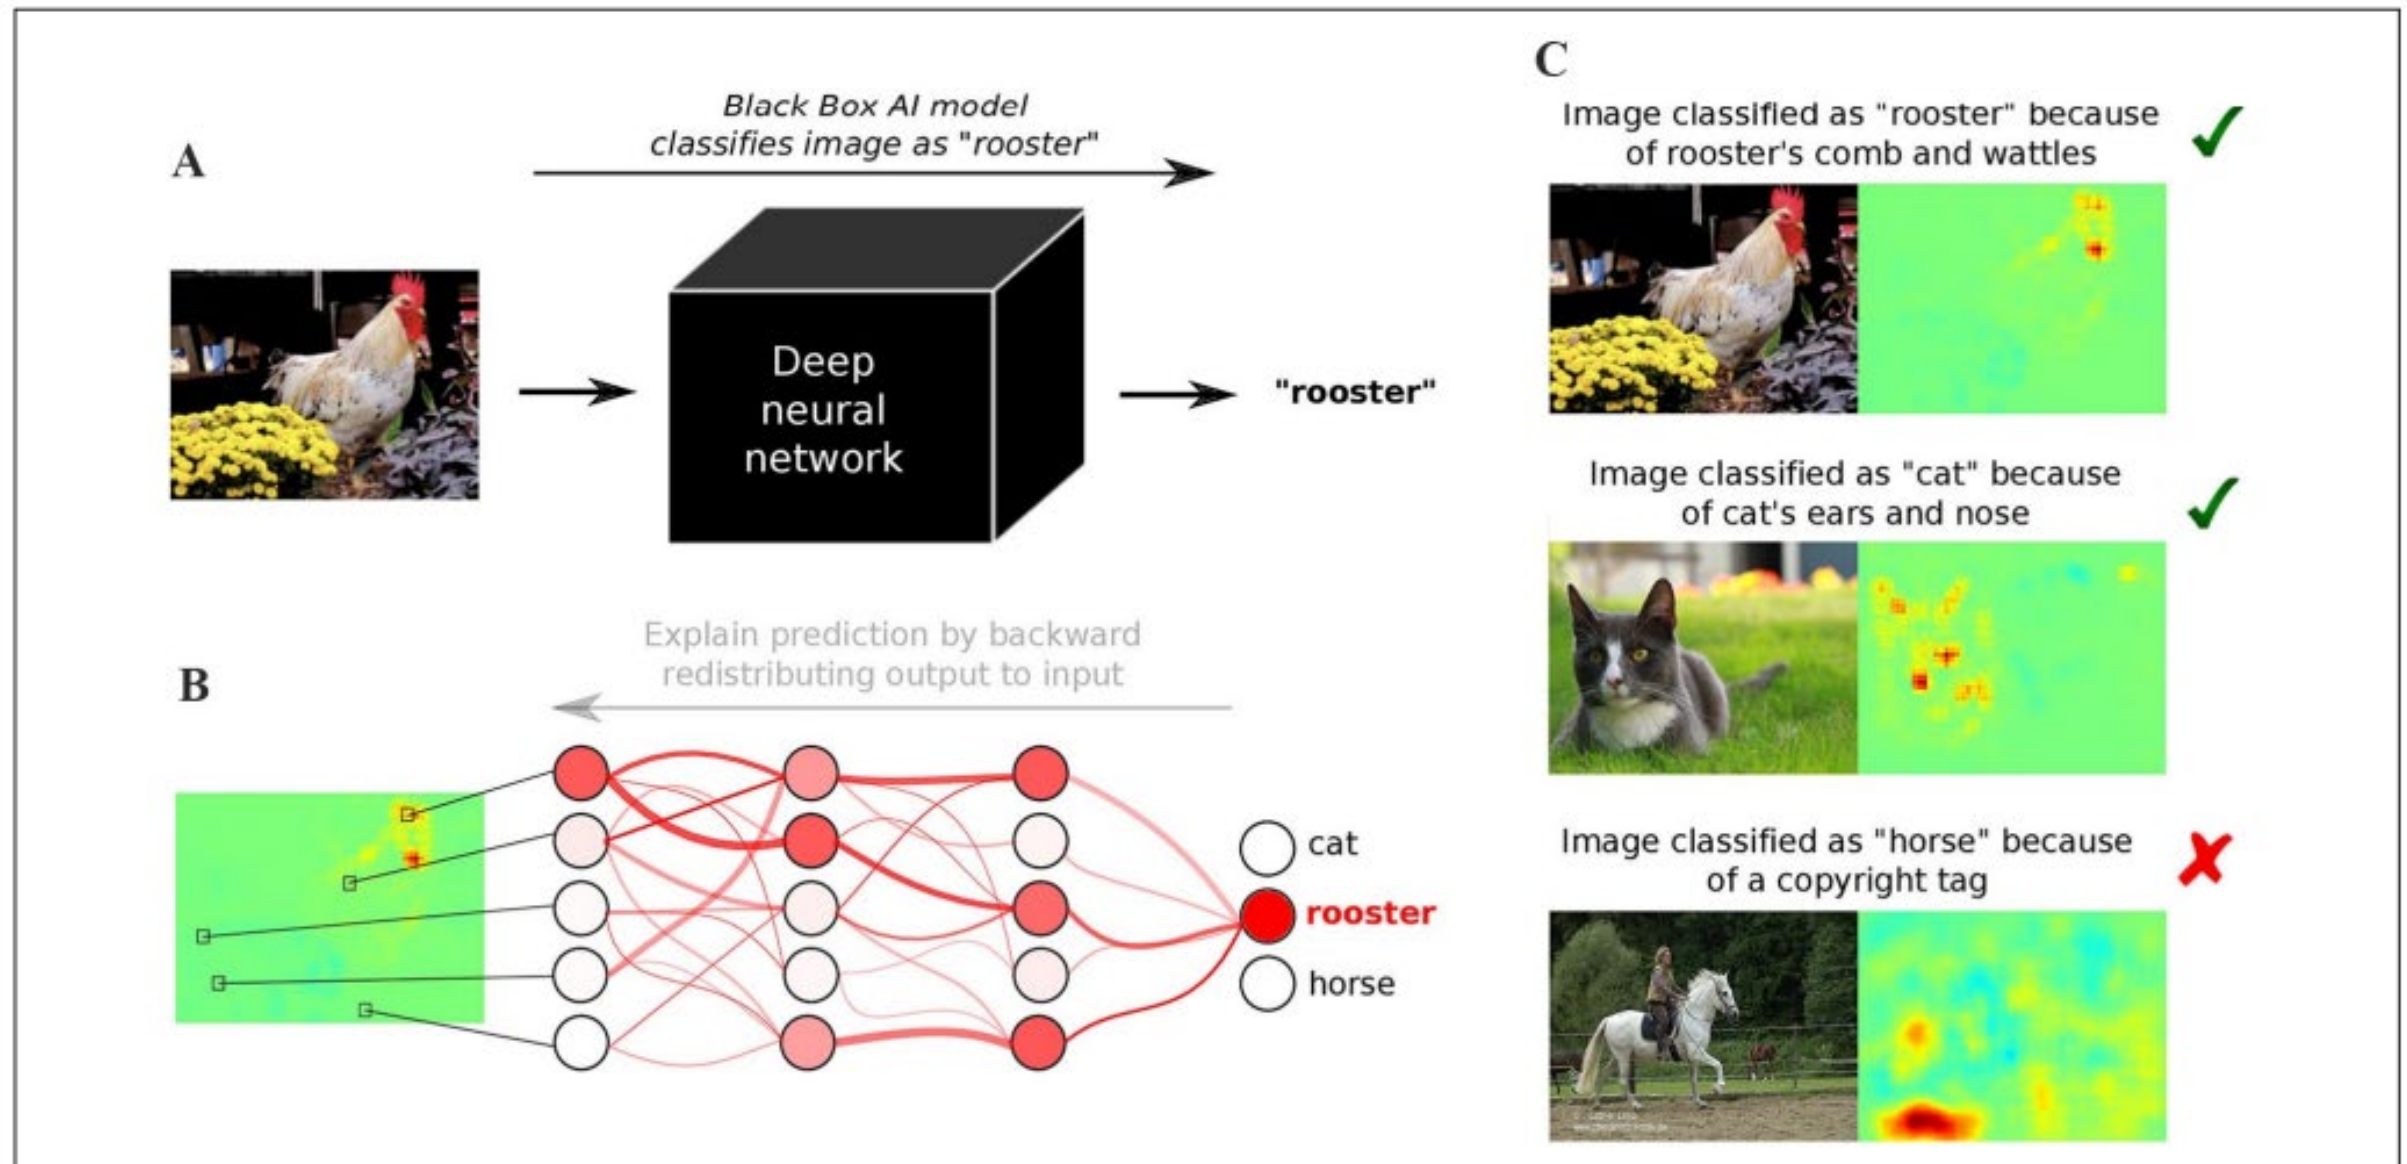 A
Black Box AI model
classifies image as "rooster"
Deep
neural
network
"rooster"
B
Explain prediction by backward
redistributing output to input
cat
rooster
horse
C
Image classified as "rooster" because
of rooster's comb and wattles
Image classified as "cat" because
of cat's ears and nose
Image classified as "horse" because
of a copyright tag